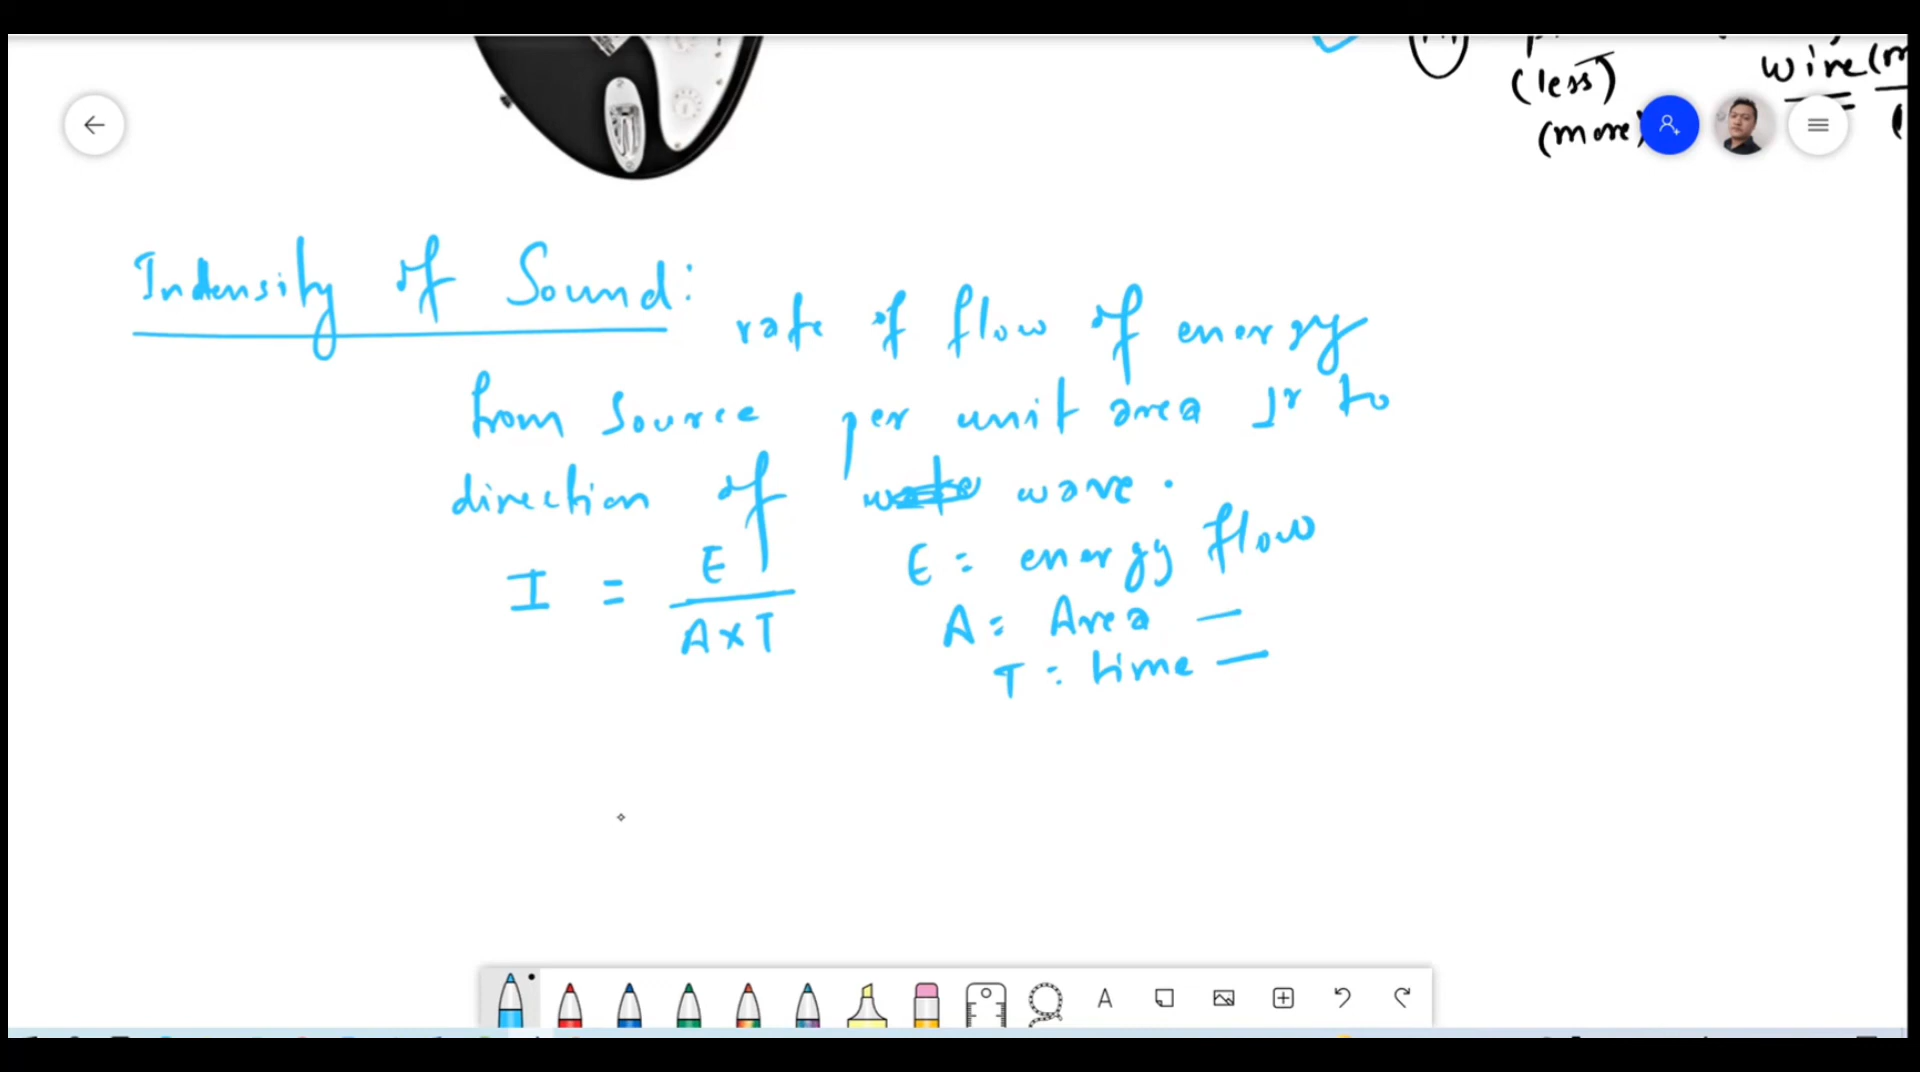 (less)
wire(m
(more)
Indensity of Sound: rate of flow of energy
from source per unit area ⊥r to
direction of wave.
I = E / A×T
E = energy flow
A = Area —
T = time —
A